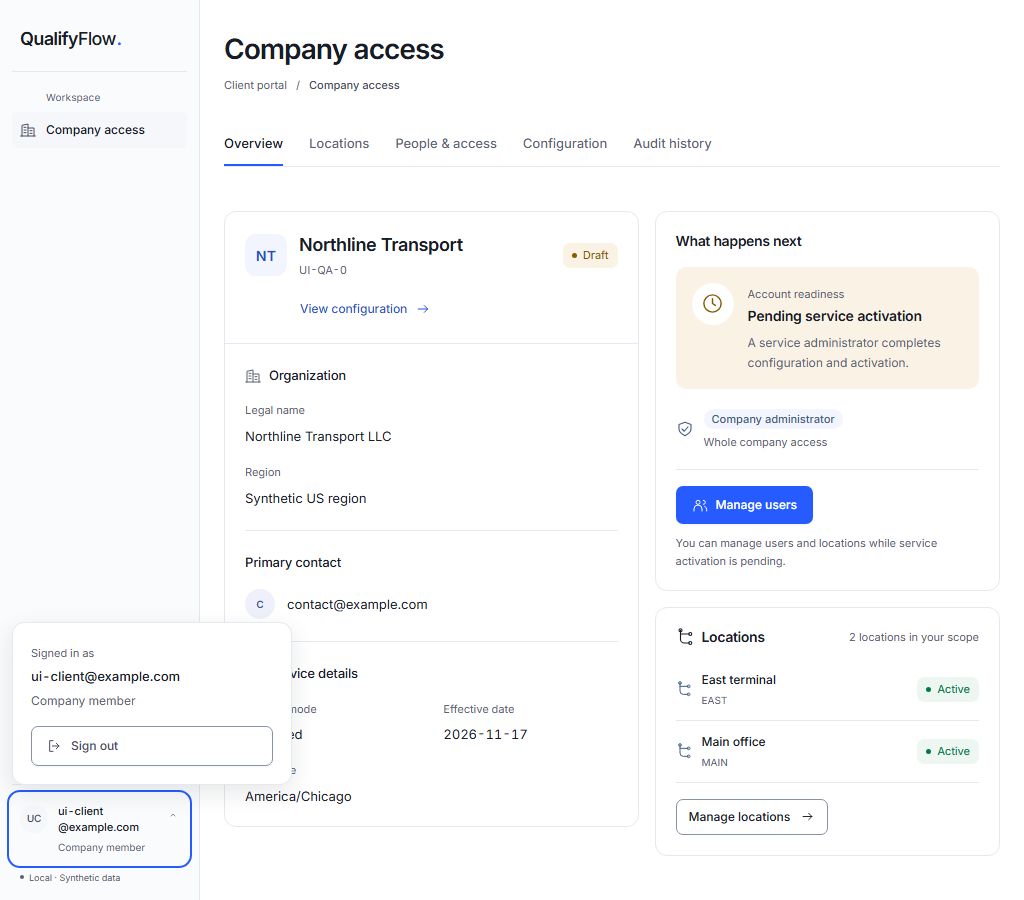 QualifyFlow.
Workspace
Company access
Company access
Client portal / Company access
Overview Locations People & access Configuration Audit history
NT
Northline Transport
UI-QA-0
Draft
View configuration
Organization
Legal name
Northline Transport LLC
Region
Synthetic US region
Primary contact
C
contact@example.com
vice details
mode
ed
Effective date
2026-11-17
e
America/Chicago
What happens next
Account readiness
Pending service activation
A service administrator completes
configuration and activation.
Company administrator
Whole company access
Manage users
You can manage users and locations while service
activation is pending.
Locations
2 locations in your scope
East terminal
EAST
Active
Main office
MAIN
Active
Manage locations
Signed in as
ui-client@example.com
Company member
Sign out
UC
ui-client
@example.com
Company member
Local · Synthetic data